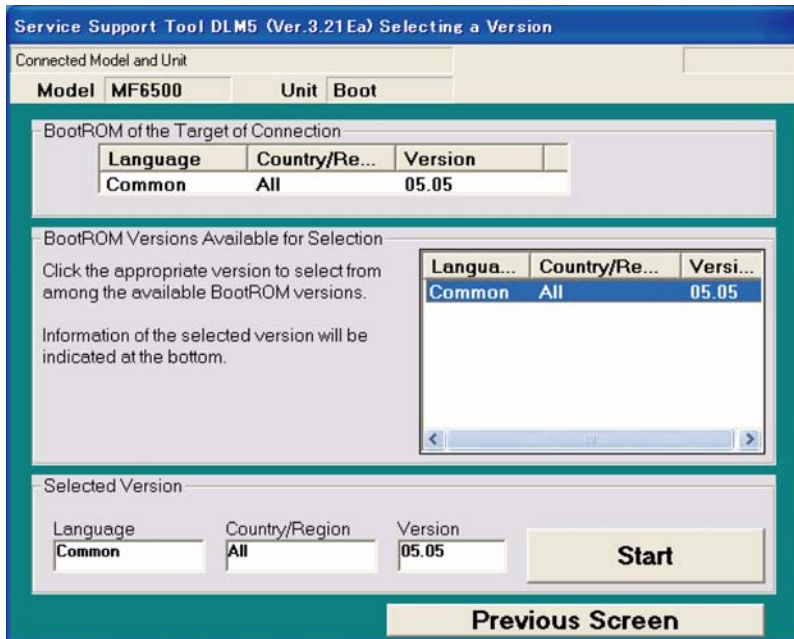 Service Support Tool DLM5 (Ver.3.21Ea) Selecting a Version
Connected Model and Unit
Model MF6500 Unit Boot
BootROM of the Target of Connection
Language Country/Re... Version
Common All 05.05
BootROM Versions Available for Selection
Click the appropriate version to select from
among the available BootROM versions.
Information of the selected version will be
indicated at the bottom.
Langua... Country/Re... Versi...
Common All 05.05
Selected Version
Language Country/Region Version
Common All 05.05
Start
Previous Screen